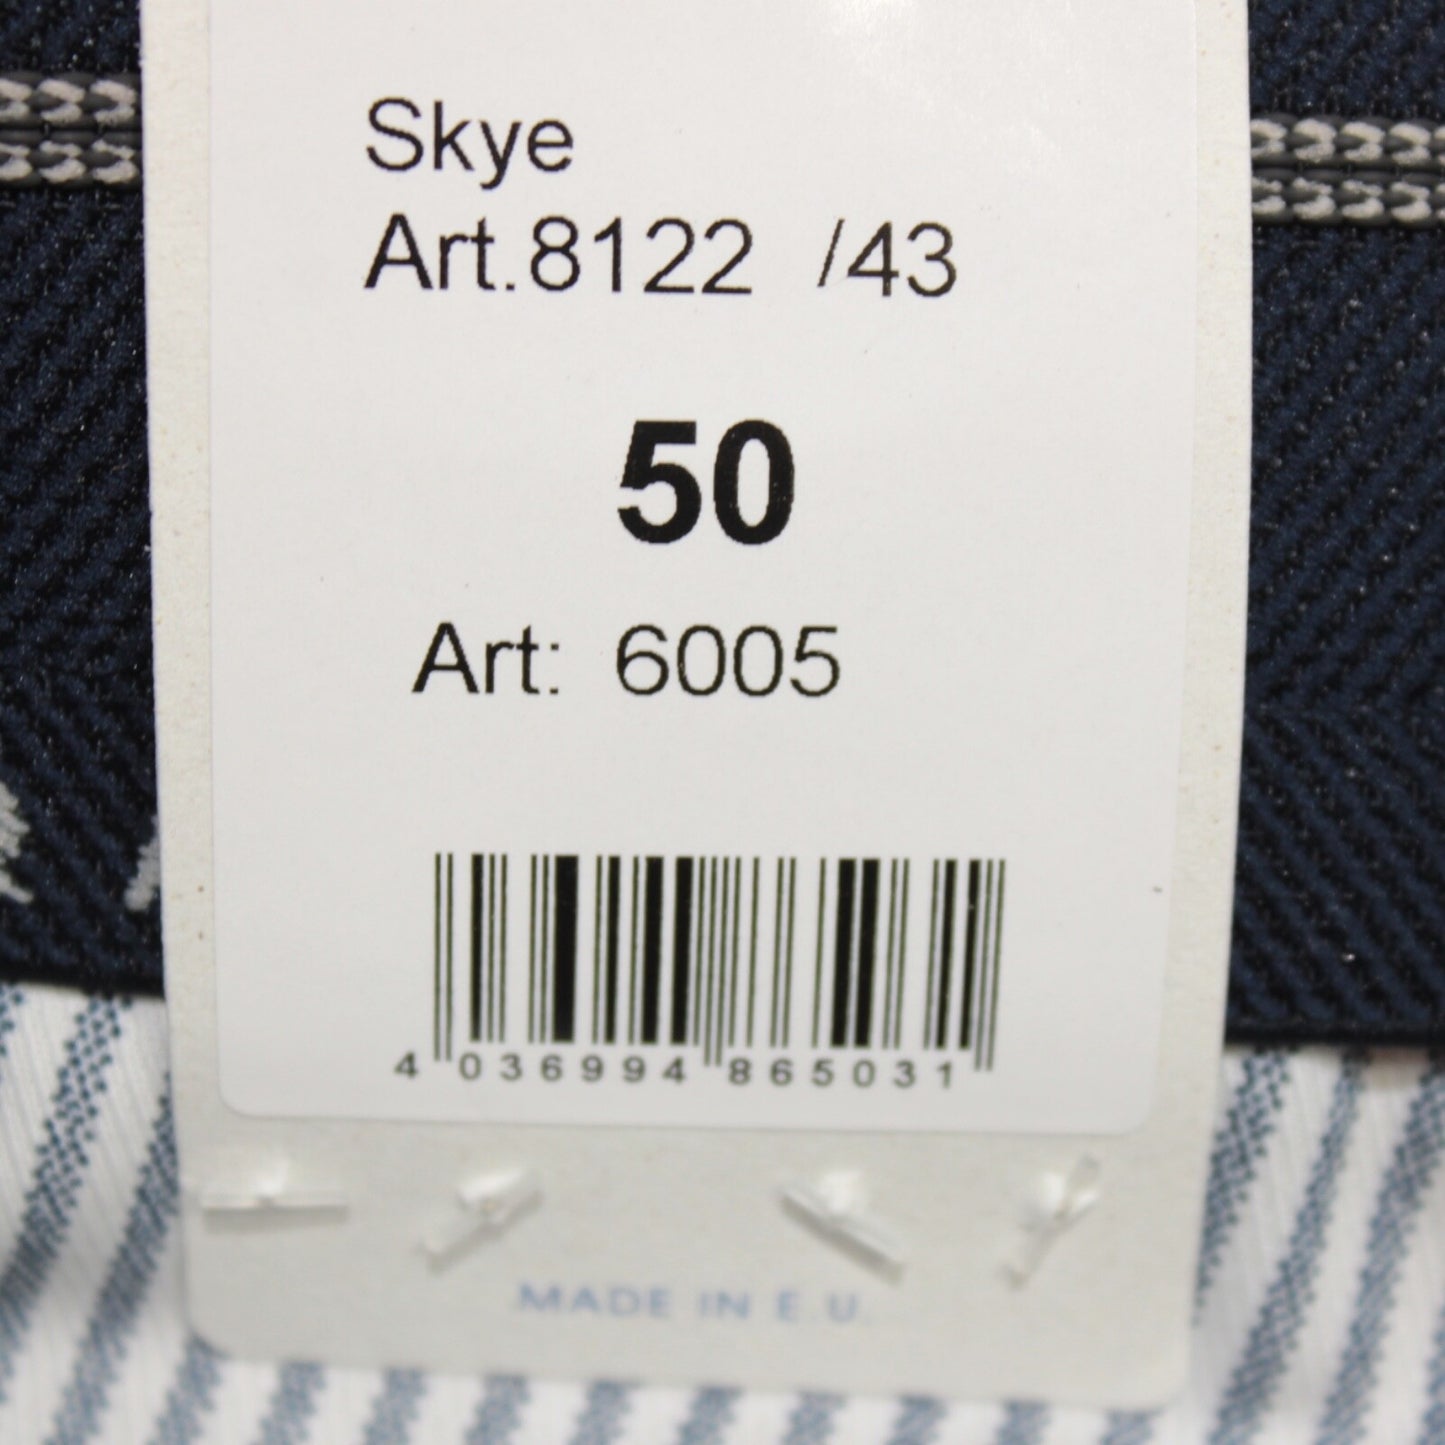 Skye
Art.8122 /43
50
Art: 6005
4 036994 865031
MADE IN E.U.